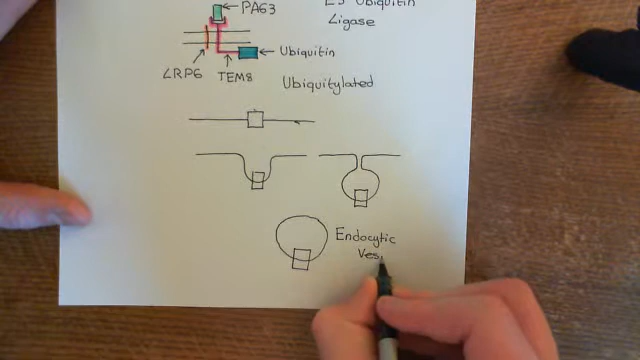 PA63
E3 Ubiquitin
Ligase
Ubiquitin
LRP6
TEM8
Ubiquitylated
Endocytic
Ves